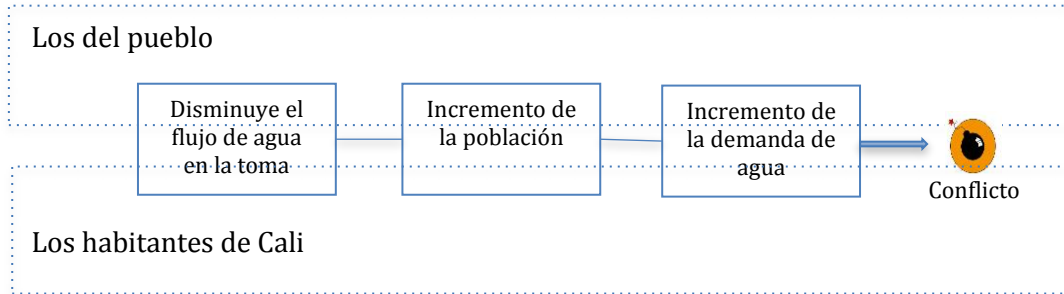 Los del pueblo
Disminuye el
flujo de agua
en la toma
Incremento de
la población
Incremento de
la demanda de
agua
Conflicto
Los habitantes de Cali